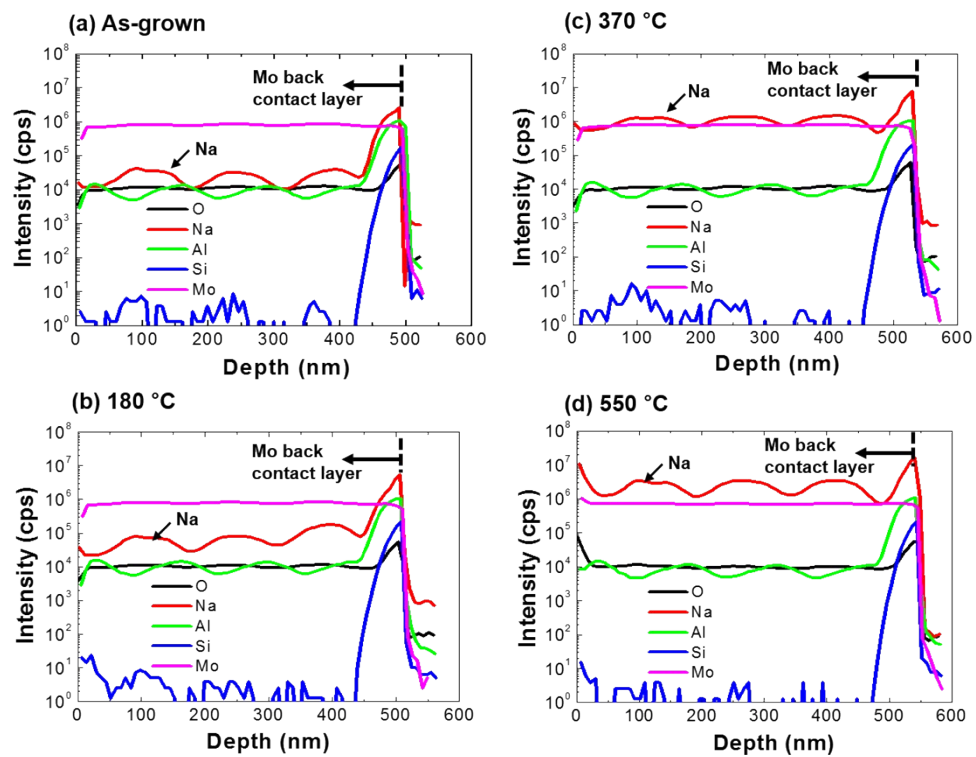 (a) As-grown
10⁸
10⁷
10⁶
10⁵
10⁴
10³
10²
10¹
10⁰
Intensity (cps)
Mo back
contact layer
Na
O
Na
Al
Si
Mo
0 100 200 300 400 500 600
Depth (nm)
(c) 370 °C
10⁸
10⁷
10⁶
10⁵
10⁴
10³
10²
10¹
10⁰
Intensity (cps)
Mo back
contact layer
Na
O
Na
Al
Si
Mo
0 100 200 300 400 500 600
Depth (nm)
(b) 180 °C
10⁸
10⁷
10⁶
10⁵
10⁴
10³
10²
10¹
10⁰
Intensity (cps)
Mo back
contact layer
Na
O
Na
Al
Si
Mo
0 100 200 300 400 500 600
Depth (nm)
(d) 550 °C
10⁸
10⁷
10⁶
10⁵
10⁴
10³
10²
10¹
10⁰
Intensity (cps)
Mo back
contact layer
Na
O
Na
Al
Si
Mo
0 100 200 300 400 500 600
Depth (nm)